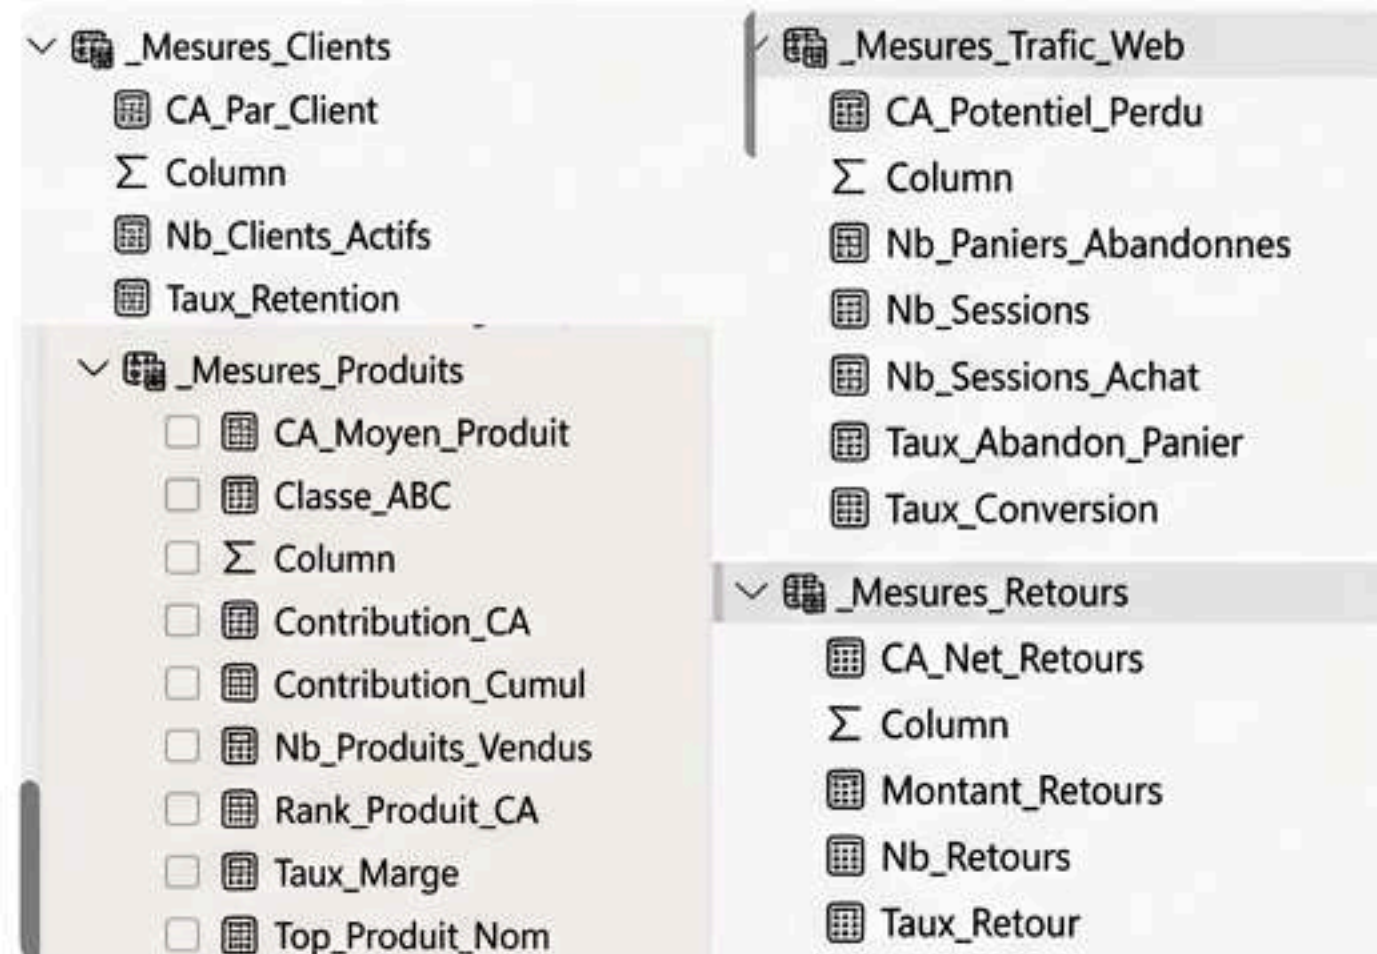 _Mesures_Clients
CA_Par_Client
Σ Column
Nb_Clients_Actifs
Taux_Retention
_Mesures_Produits
CA_Moyen_Produit
Classe_ABC
Σ Column
Contribution_CA
Contribution_Cumul
Nb_Produits_Vendus
Rank_Produit_CA
Taux_Marge
Top_Produit_Nom
_Mesures_Trafic_Web
CA_Potentiel_Perdu
Σ Column
Nb_Paniers_Abandonnes
Nb_Sessions
Nb_Sessions_Achat
Taux_Abandon_Panier
Taux_Conversion
_Mesures_Retours
CA_Net_Retours
Σ Column
Montant_Retours
Nb_Retours
Taux_Retour